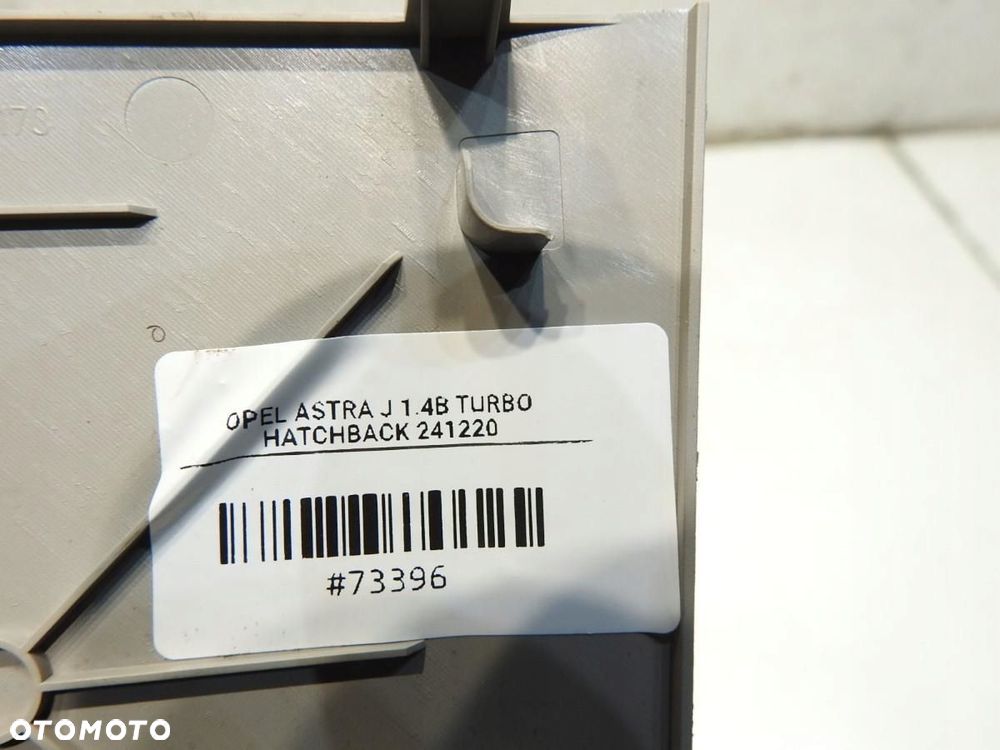 OPEL ASTRA J 1.4B TURBO
HATCHBACK 241220
#73396
OTOMOTO